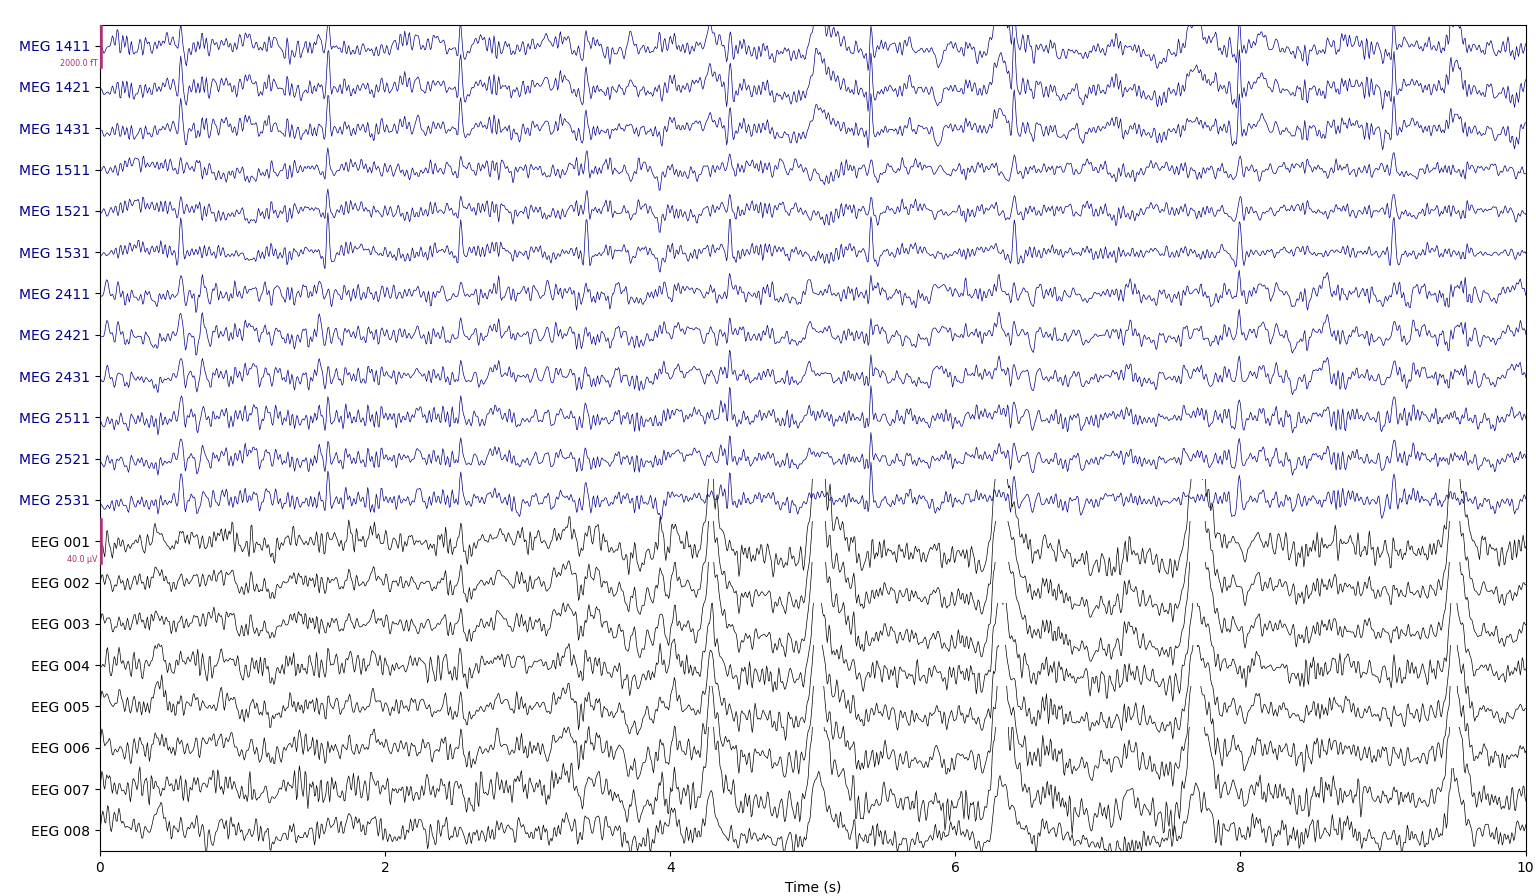 MEG 1411
2000.0 fT
MEG 1421
MEG 1431
MEG 1511
MEG 1521
MEG 1531
MEG 2411
MEG 2421
MEG 2431
MEG 2511
MEG 2521
MEG 2531
EEG 001
40.0 µV
EEG 002
EEG 003
EEG 004
EEG 005
EEG 006
EEG 007
EEG 008
0 2 4 6 8 10
Time (s)